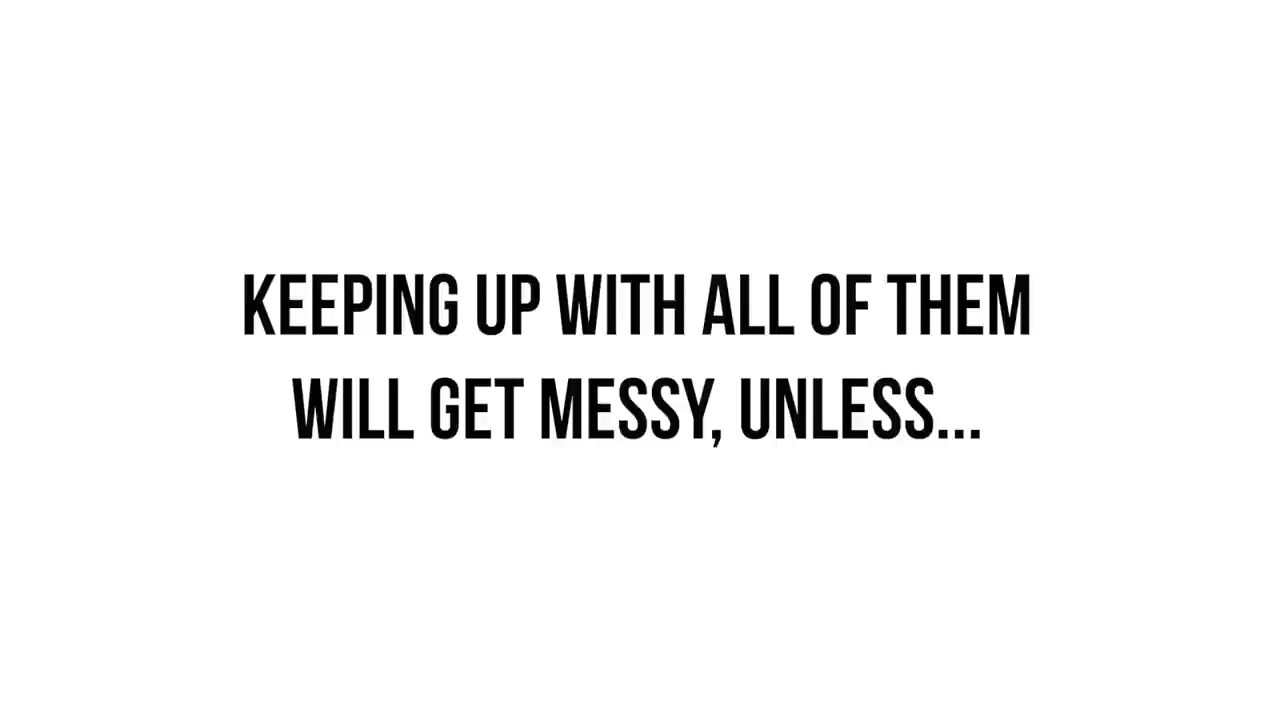 KEEPING UP WITH ALL OF THEM
WILL GET MESSY, UNLESS...